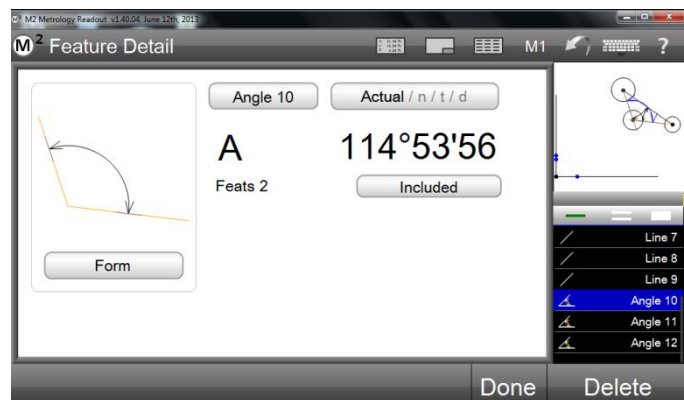 M2 Metrology Readout v1.40.04, June 12th, 2013
M² Feature Detail
M1
?
Angle 10
Actual / n / t / d
A
114°53'56
Feats 2
Included
Form
Line 7
Line 8
Line 9
Angle 10
Angle 11
Angle 12
Done
Delete